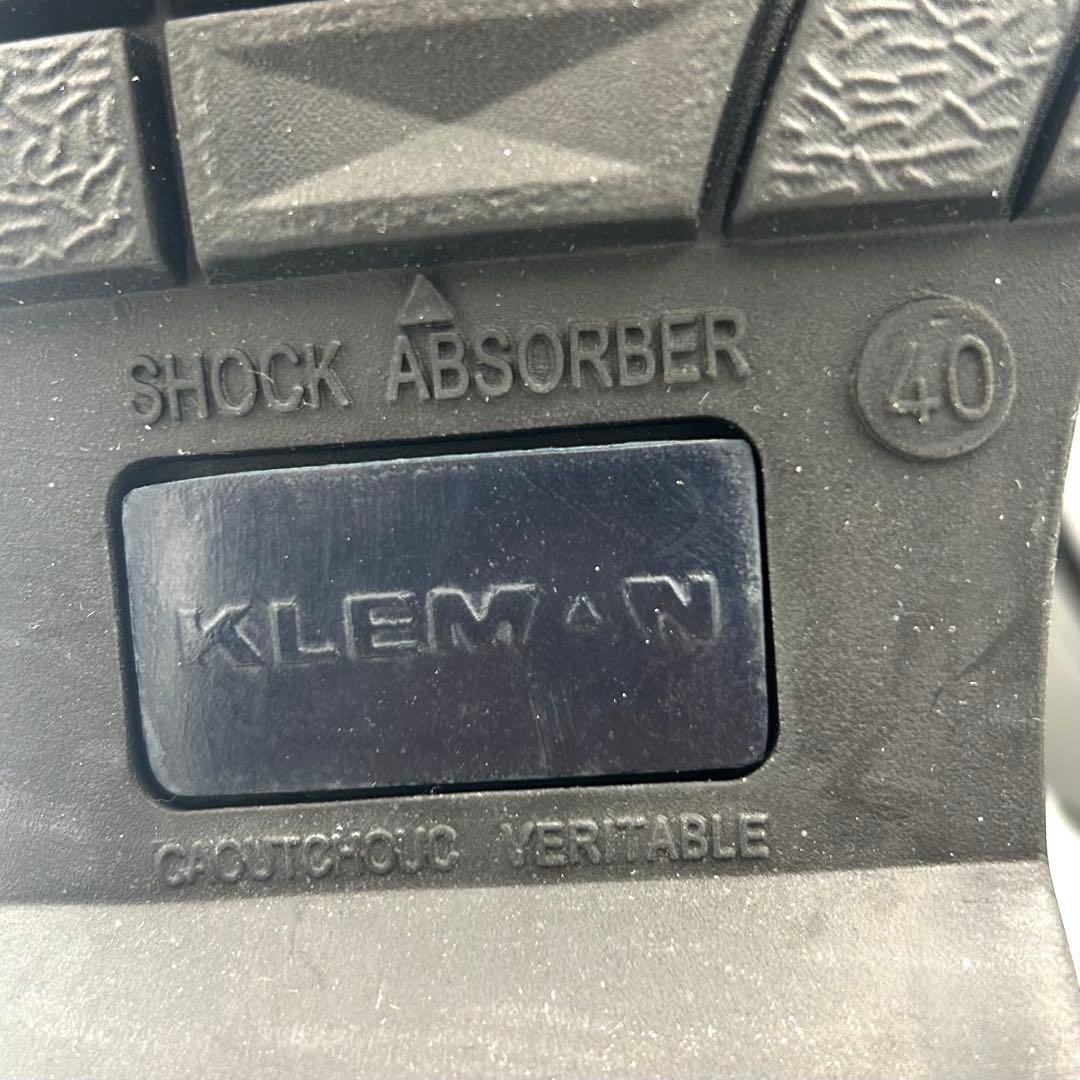 SHOCK ABSORBER
40
KLEMAN
CAOUTCHOUC VERITABLE